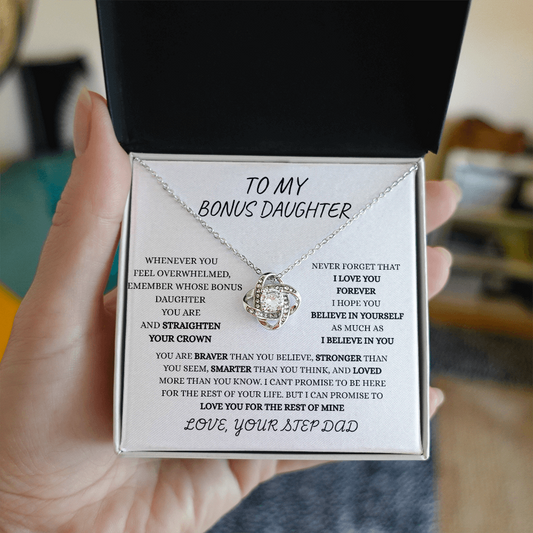 TO MY
BONUS DAUGHTER
WHENEVER YOU
FEEL OVERWHELMED,
EMEMBER WHOSE BONUS
DAUGHTER
YOU ARE
AND STRAIGHTEN
YOUR CROWN
NEVER FORGET THAT
I LOVE YOU
FOREVER
I HOPE YOU
BELIEVE IN YOURSELF
AS MUCH AS
I BELIEVE IN YOU
YOU ARE BRAVER THAN YOU BELIEVE, STRONGER THAN
YOU SEEM, SMARTER THAN YOU THINK, AND LOVED
MORE THAN YOU KNOW. I CANT PROMISE TO BE HERE
FOR THE REST OF YOUR LIFE. BUT I CAN PROMISE TO
LOVE YOU FOR THE REST OF MINE
LOVE, YOUR STEP DAD